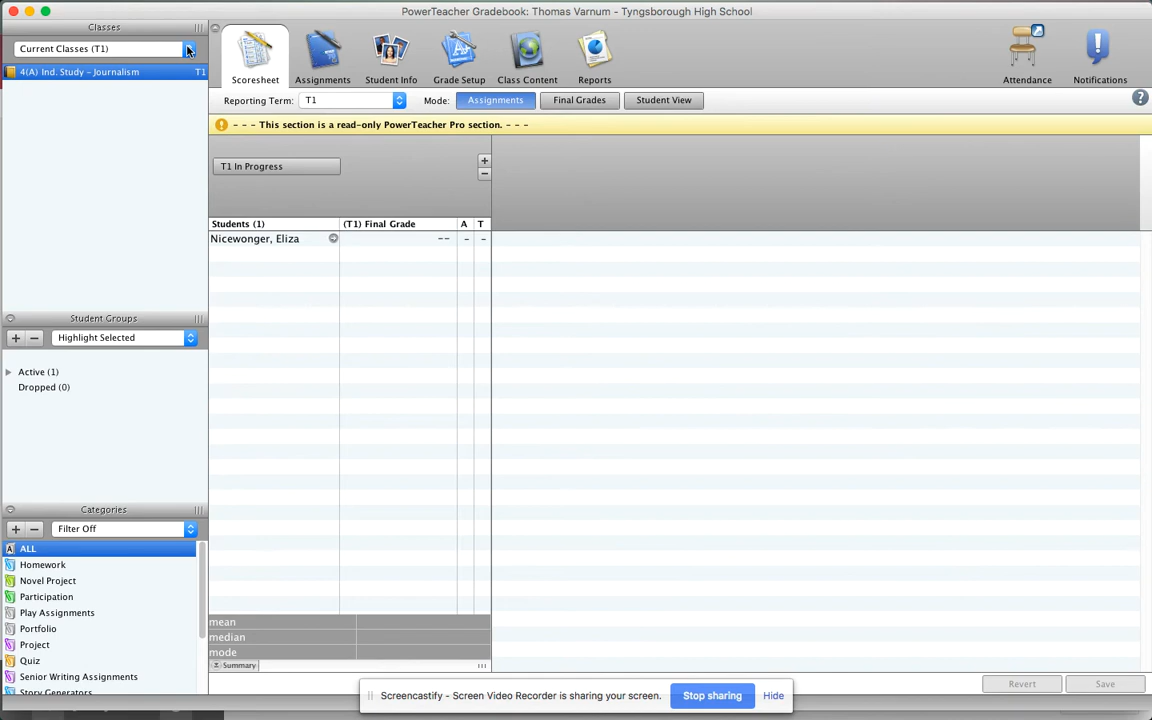 PowerTeacher Gradebook: Thomas Varnum - Tyngsborough High School
Classes
Current Classes (T1)
4(A) Ind. Study - Journalism T1
Scoresheet
Assignments
Student Info
Grade Setup
Class Content
Reports
Attendance
Notifications
Reporting Term: T1 Mode: Assignments Final Grades Student View
- - - This section is a read-only PowerTeacher Pro section. - - -
T1 In Progress
Students (1) (T1) Final Grade A T
Nicewonger, Eliza -- - -
Student Groups
Highlight Selected
Active (1)
Dropped (0)
Categories
Filter Off
ALL
Homework
Novel Project
Participation
Play Assignments
Portfolio
Project
Quiz
Senior Writing Assignments
Story Generators
mean
median
mode
Summary
Revert Save
Screencastify - Screen Video Recorder is sharing your screen. Stop sharing Hide